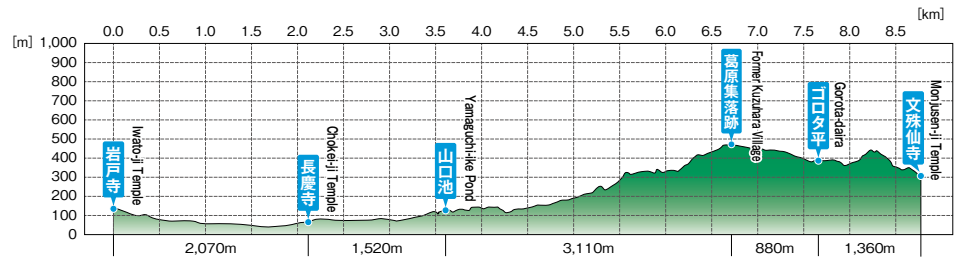 [km]
0.0 0.5 1.0 1.5 2.0 2.5 3.0 3.5 4.0 4.5 5.0 5.5 6.0 6.5 7.0 7.5 8.0 8.5
[m] 1,000
900
800
700
600
500
400
300
200
100
0
岩戸寺
Iwato-ji Temple
長慶寺
Chokei-ji Temple
山口池
Yamaguchi-ike Pond
葛原集落跡
Former Kuzuhara Village
ゴロタ平
Gorota-daira
文殊仙寺
Monjusen-ji Temple
2,070m 1,520m 3,110m 880m 1,360m